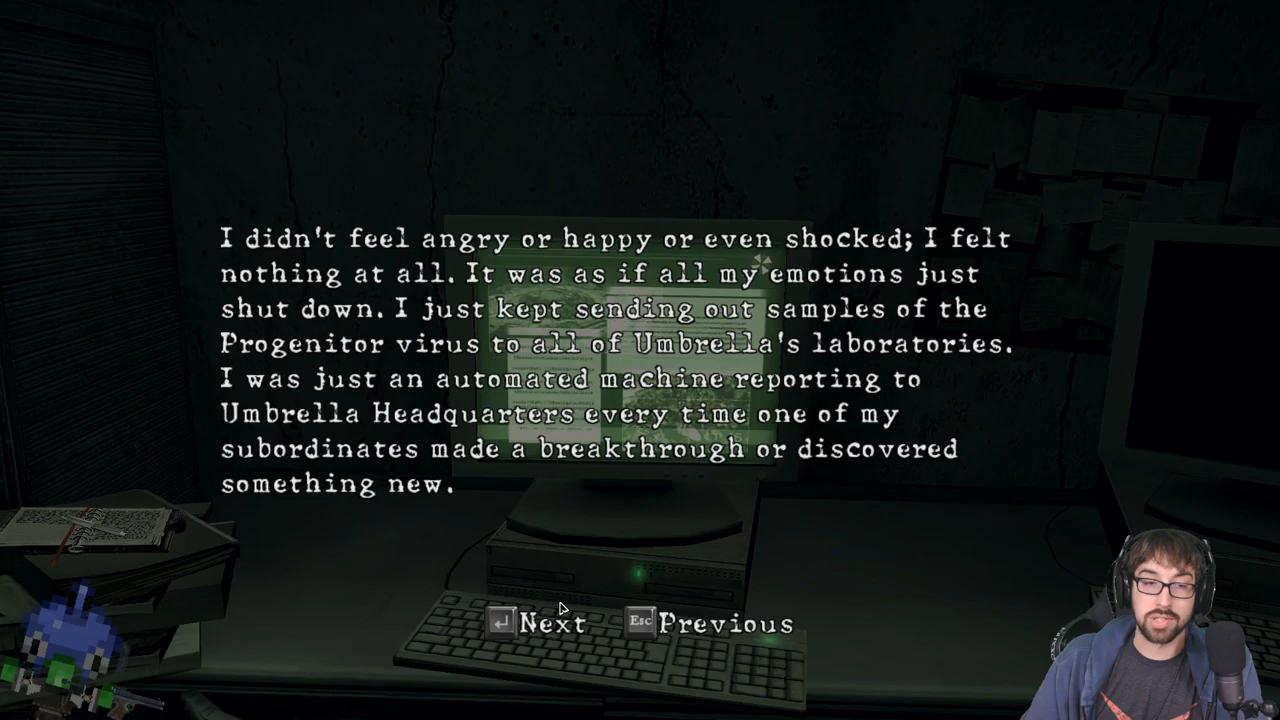 I didn't feel angry or happy or even shocked; I felt
nothing at all. It was as if all my emotions just
shut down. I just kept sending out samples of the
Progenitor virus to all of Umbrella's laboratories.
I was just an automated machine reporting to
Umbrella Headquarters every time one of my
subordinates made a breakthrough or discovered
something new.
Next Esc Previous